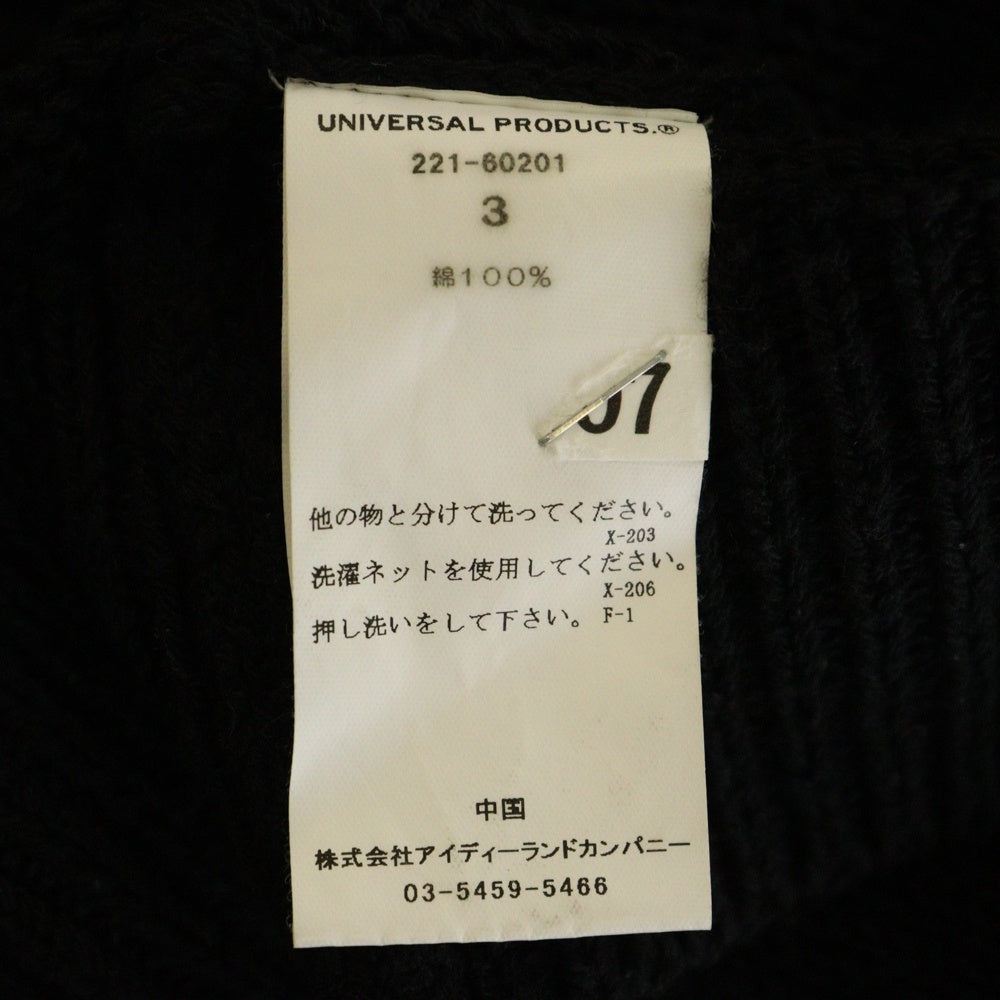 UNIVERSAL PRODUCTS.®
221-60201
3
綿100%
07
他の物と分けて洗ってください。
X-203
洗濯ネットを使用してください。
X-206
押し洗いをして下さい。 F-1
中国
株式会社アイディーランドカンパニー
03-5459-5466